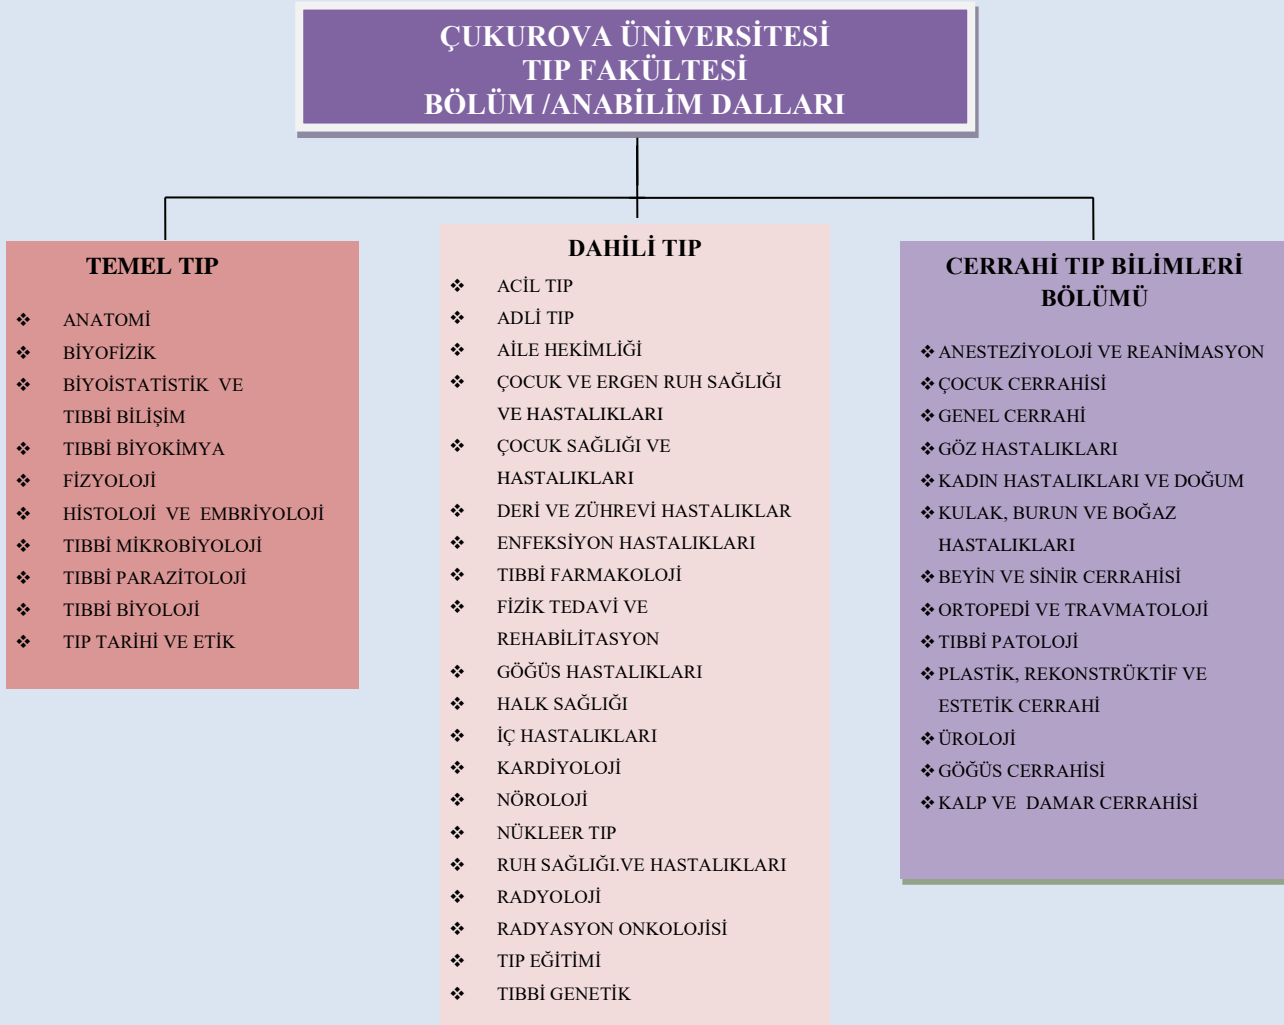 ÇUKUROVA ÜNİVERSİTESİ
TIP FAKÜLTESİ
BÖLÜM /ANABİLİM DALLARI
TEMEL TIP
❖ ANATOMİ
❖ BİYOFİZİK
❖ BİYOİSTATİSTİK VE
TIBBİ BİLİŞİM
❖ TIBBİ BİYOKİMYA
❖ FİZYOLOJİ
❖ HİSTOLOJİ VE EMBRİYOLOJİ
❖ TIBBİ MİKROBİYOLOJİ
❖ TIBBİ PARAZİTOLOJİ
❖ TIBBİ BİYOLOJİ
❖ TIP TARİHİ VE ETİK
DAHİLİ TIP
❖ ACİL TIP
❖ ADLİ TIP
❖ AİLE HEKİMLİĞİ
❖ ÇOCUK VE ERGEN RUH SAĞLIĞI
VE HASTALIKLARI
❖ ÇOCUK SAĞLIĞI VE
HASTALIKLARI
❖ DERİ VE ZÜHREVİ HASTALIKLAR
❖ ENFEKSİYON HASTALIKLARI
❖ TIBBİ FARMAKOLOJİ
❖ FİZİK TEDAVİ VE
REHABİLİTASYON
❖ GÖĞÜS HASTALIKLARI
❖ HALK SAĞLIĞI
❖ İÇ HASTALIKLARI
❖ KARDİYOLOJİ
❖ NÖROLOJİ
❖ NÜKLEER TIP
❖ RUH SAĞLIĞI.VE HASTALIKLARI
❖ RADYOLOJİ
❖ RADYASYON ONKOLOJİSİ
❖ TIP EĞİTİMİ
❖ TIBBİ GENETİK
CERRAHİ TIP BİLİMLERİ
BÖLÜMÜ
❖ ANESTEZİYOLOJİ VE REANİMASYON
❖ ÇOCUK CERRAHİSİ
❖ GENEL CERRAHİ
❖ GÖZ HASTALIKLARI
❖ KADIN HASTALIKLARI VE DOĞUM
❖ KULAK, BURUN VE BOĞAZ
HASTALIKLARI
❖ BEYİN VE SİNİR CERRAHİSİ
❖ ORTOPEDİ VE TRAVMATOLOJİ
❖ TIBBİ PATOLOJİ
❖ PLASTİK, REKONSTRÜKTİF VE
ESTETİK CERRAHİ
❖ ÜROLOJİ
❖ GÖĞÜS CERRAHİSİ
❖ KALP VE DAMAR CERRAHİSİ